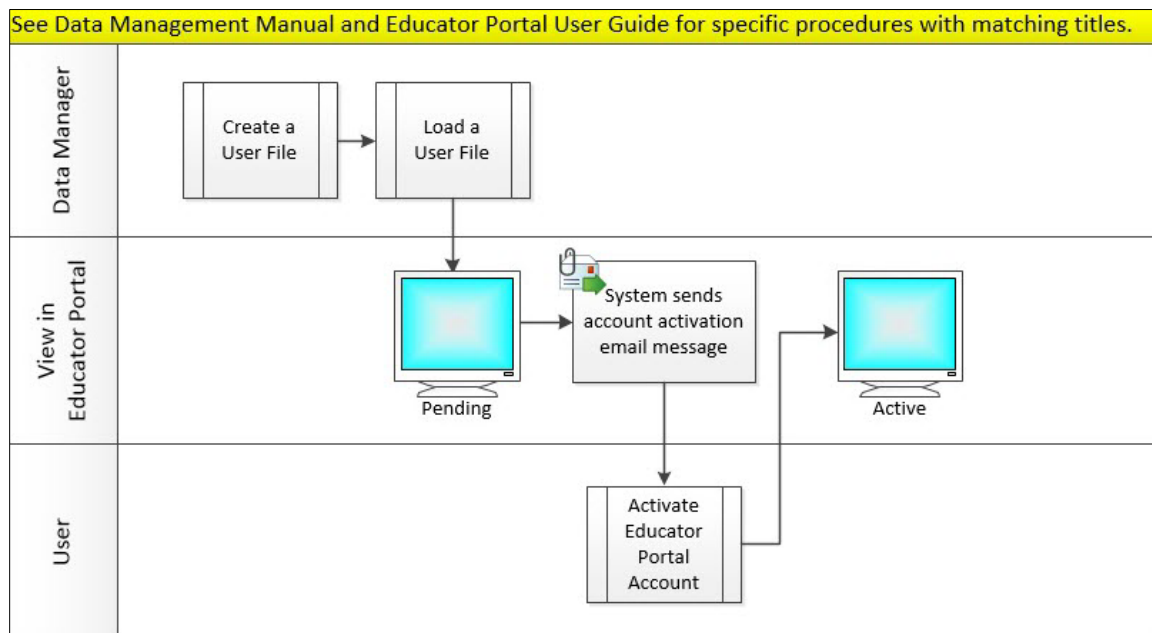 See Data Management Manual and Educator Portal User Guide for specific procedures with matching titles.
Data Manager
Create a
User File
Load a
User File
View in
Educator Portal
Pending
System sends
account activation
email message
Active
User
Activate
Educator
Portal
Account